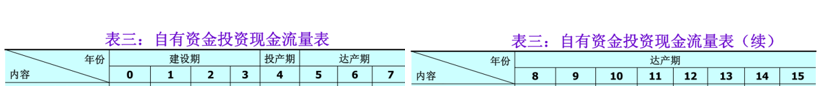 表三：自有资金投资现金流量表
年份
内容
建设期 投产期 达产期
0 1 2 3 4 5 6 7
表三：自有资金投资现金流量表（续）
年份
内容
达产期
8 9 10 11 12 13 14 15